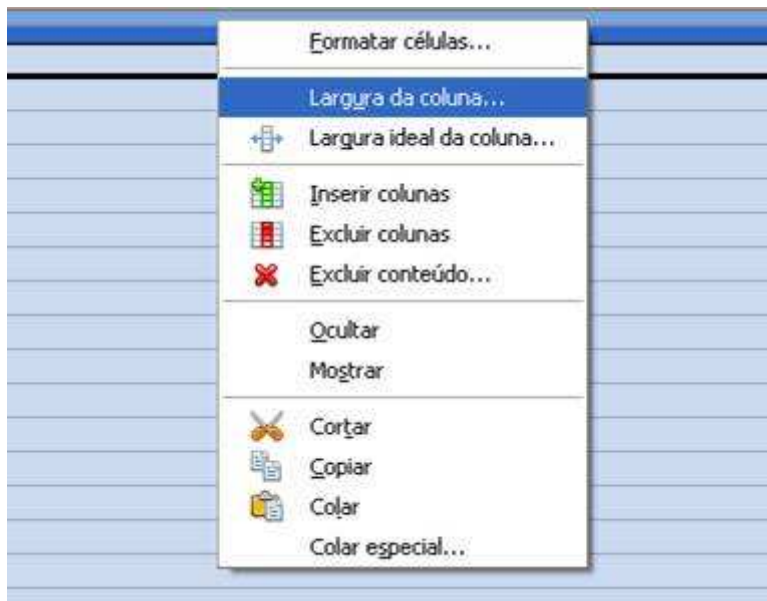 Formatar células...
Largura da coluna...
Largura ideal da coluna...
Inserir colunas
Excluir colunas
Excluir conteúdo...
Ocultar
Mostrar
Cortar
Copiar
Colar
Colar especial...